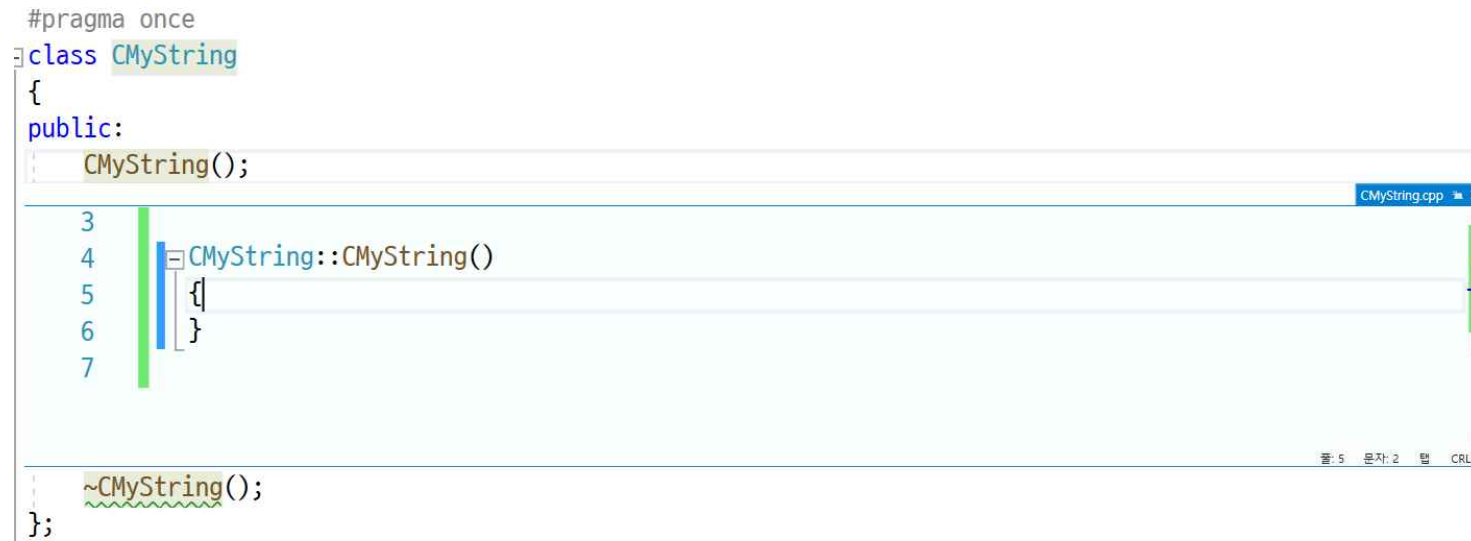 #pragma once
class CMyString
{
public:
CMyString();
CMyString.cpp
3
4 CMyString::CMyString()
5 {
6 }
7
줄: 5 문자: 2 탭 CRL
~CMyString();
};